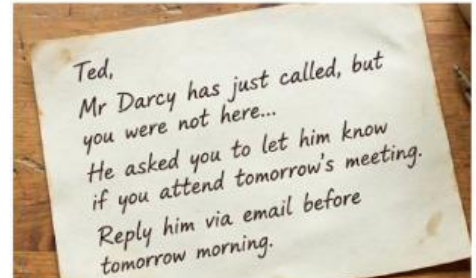 Ted,
Mr Darcy has just called, but
you were not here...
He asked you to let him know
if you attend tomorrow's meeting.
Reply him via email before
tomorrow morning.